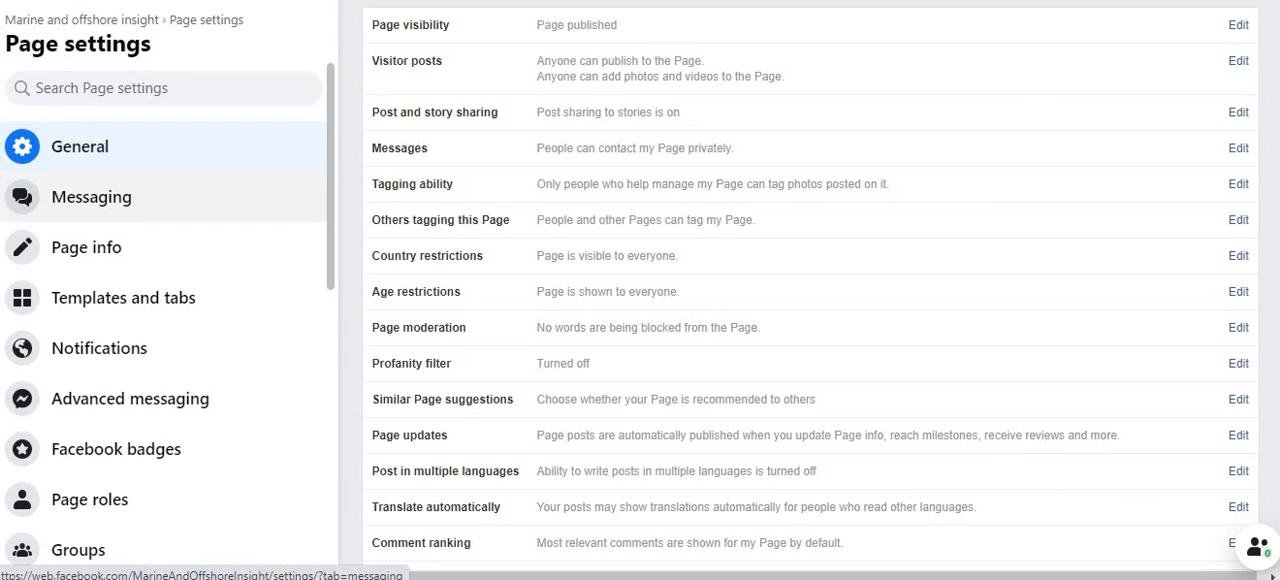 Marine and offshore insight › Page settings
Page settings
Search Page settings
General
Messaging
Page info
Templates and tabs
Notifications
Advanced messaging
Facebook badges
Page roles
Groups
ttps://web.facebook.com/MarineAndOffshoreInsight/settings/?tab=messaging
Page visibility Page published Edit
Visitor posts Anyone can publish to the Page. Edit
Anyone can add photos and videos to the Page.
Post and story sharing Post sharing to stories is on Edit
Messages People can contact my Page privately. Edit
Tagging ability Only people who help manage my Page can tag photos posted on it. Edit
Others tagging this Page People and other Pages can tag my Page. Edit
Country restrictions Page is visible to everyone. Edit
Age restrictions Page is shown to everyone. Edit
Page moderation No words are being blocked from the Page. Edit
Profanity filter Turned off Edit
Similar Page suggestions Choose whether your Page is recommended to others Edit
Page updates Page posts are automatically published when you update Page info, reach milestones, receive reviews and more. Edit
Post in multiple languages Ability to write posts in multiple languages is turned off Edit
Translate automatically Your posts may show translations automatically for people who read other languages. Edit
Comment ranking Most relevant comments are shown for my Page by default. E
0